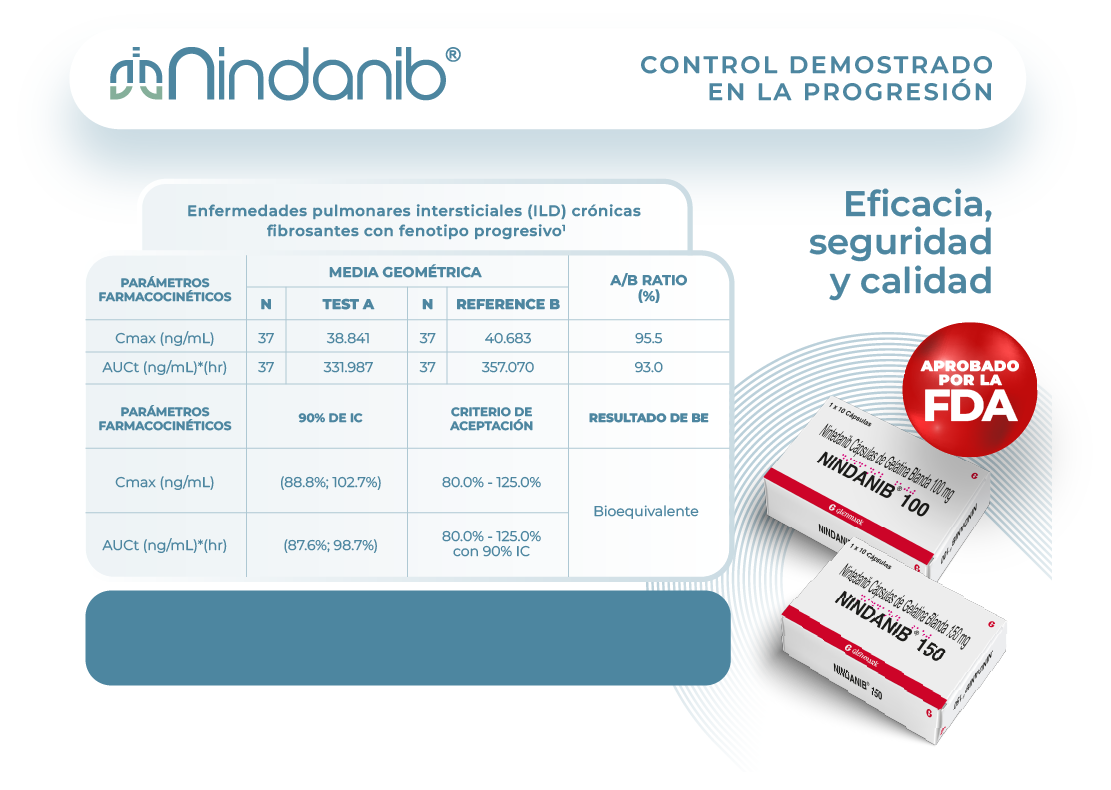 Nindanib®
CONTROL DEMOSTRADO
EN LA PROGRESIÓN
Enfermedades pulmonares intersticiales (ILD) crónicas
fibrosantes con fenotipo progresivo¹
PARÁMETROS
FARMACOCINÉTICOS
MEDIA GEOMÉTRICA
A/B RATIO
(%)
N
TEST A
N
REFERENCE B
Cmax (ng/mL)
37
38.841
37
40.683
95.5
AUCt (ng/mL)*(hr)
37
331.987
37
357.070
93.0
PARÁMETROS
FARMACOCINÉTICOS
90% DE IC
CRITERIO DE
ACEPTACIÓN
RESULTADO DE BE
Cmax (ng/mL)
(88.8%; 102.7%)
80.0% - 125.0%
Bioequivalente
AUCt (ng/mL)*(hr)
(87.6%; 98.7%)
80.0% - 125.0%
con 90% IC
Eficacia,
seguridad
y calidad
APROBADO
POR LA
FDA
1 x 10 Cápsulas
Nintedanib Cápsulas de Gelatina Blanda 100 mg
NINDANIB® 100
Glenmark
NINDANIB® 100
1 x 10 Cápsulas
Nintedanib Cápsulas de Gelatina Blanda 150 mg
NINDANIB® 150
Glenmark
NINDANIB® 150
NINDANIB® 150